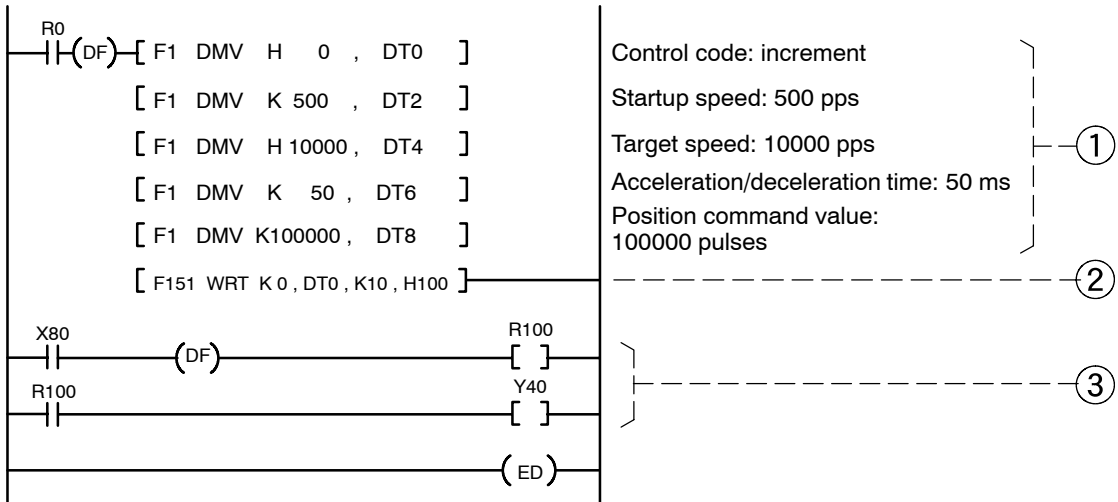 R0
(DF) [ F1 DMV H 0 , DT0 ] Control code: increment
[ F1 DMV K 500 , DT2 ] Startup speed: 500 pps
[ F1 DMV H 10000 , DT4 ] Target speed: 10000 pps
[ F1 DMV K 50 , DT6 ] Acceleration/deceleration time: 50 ms
[ F1 DMV K100000 , DT8 ] Position command value:
100000 pulses
①
[ F151 WRT K 0 , DT0 , K10 , H100 ] ②
X80 R100
(DF) [ ]
R100 Y40
[ ] ③
( ED )